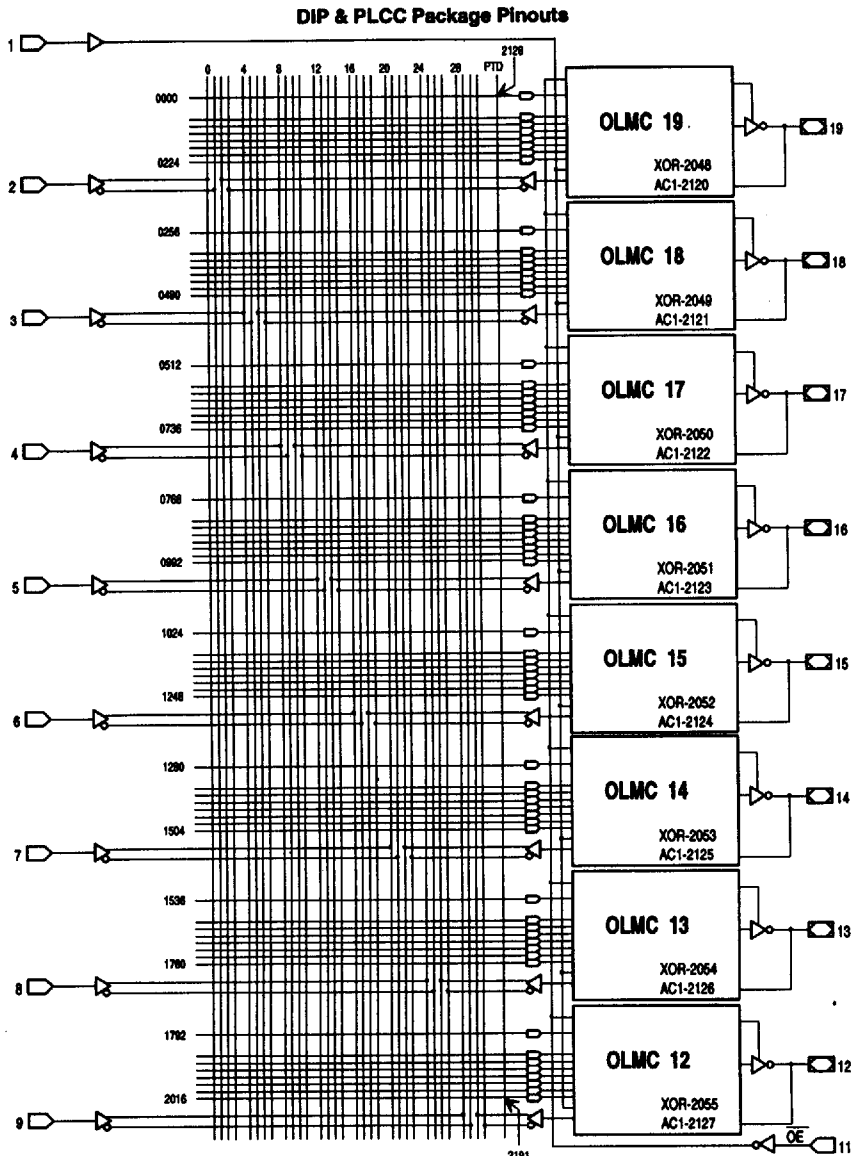 DIP & PLCC Package Pinouts
1
2128
0 4 8 12 16 20 24 28 PTD
0000
OLMC 19
19
0224
XOR-2048
AC1-2120
2
0256
OLMC 18
18
0480
XOR-2049
AC1-2121
3
0512
OLMC 17
17
0736
XOR-2050
AC1-2122
4
0768
OLMC 16
16
0992
XOR-2051
AC1-2123
5
1024
OLMC 15
15
1248
XOR-2052
AC1-2124
6
1280
OLMC 14
14
1504
XOR-2053
AC1-2125
7
1536
OLMC 13
13
1760
XOR-2054
AC1-2126
8
1792
OLMC 12
12
2016
XOR-2055
AC1-2127
9
OE
11
2191